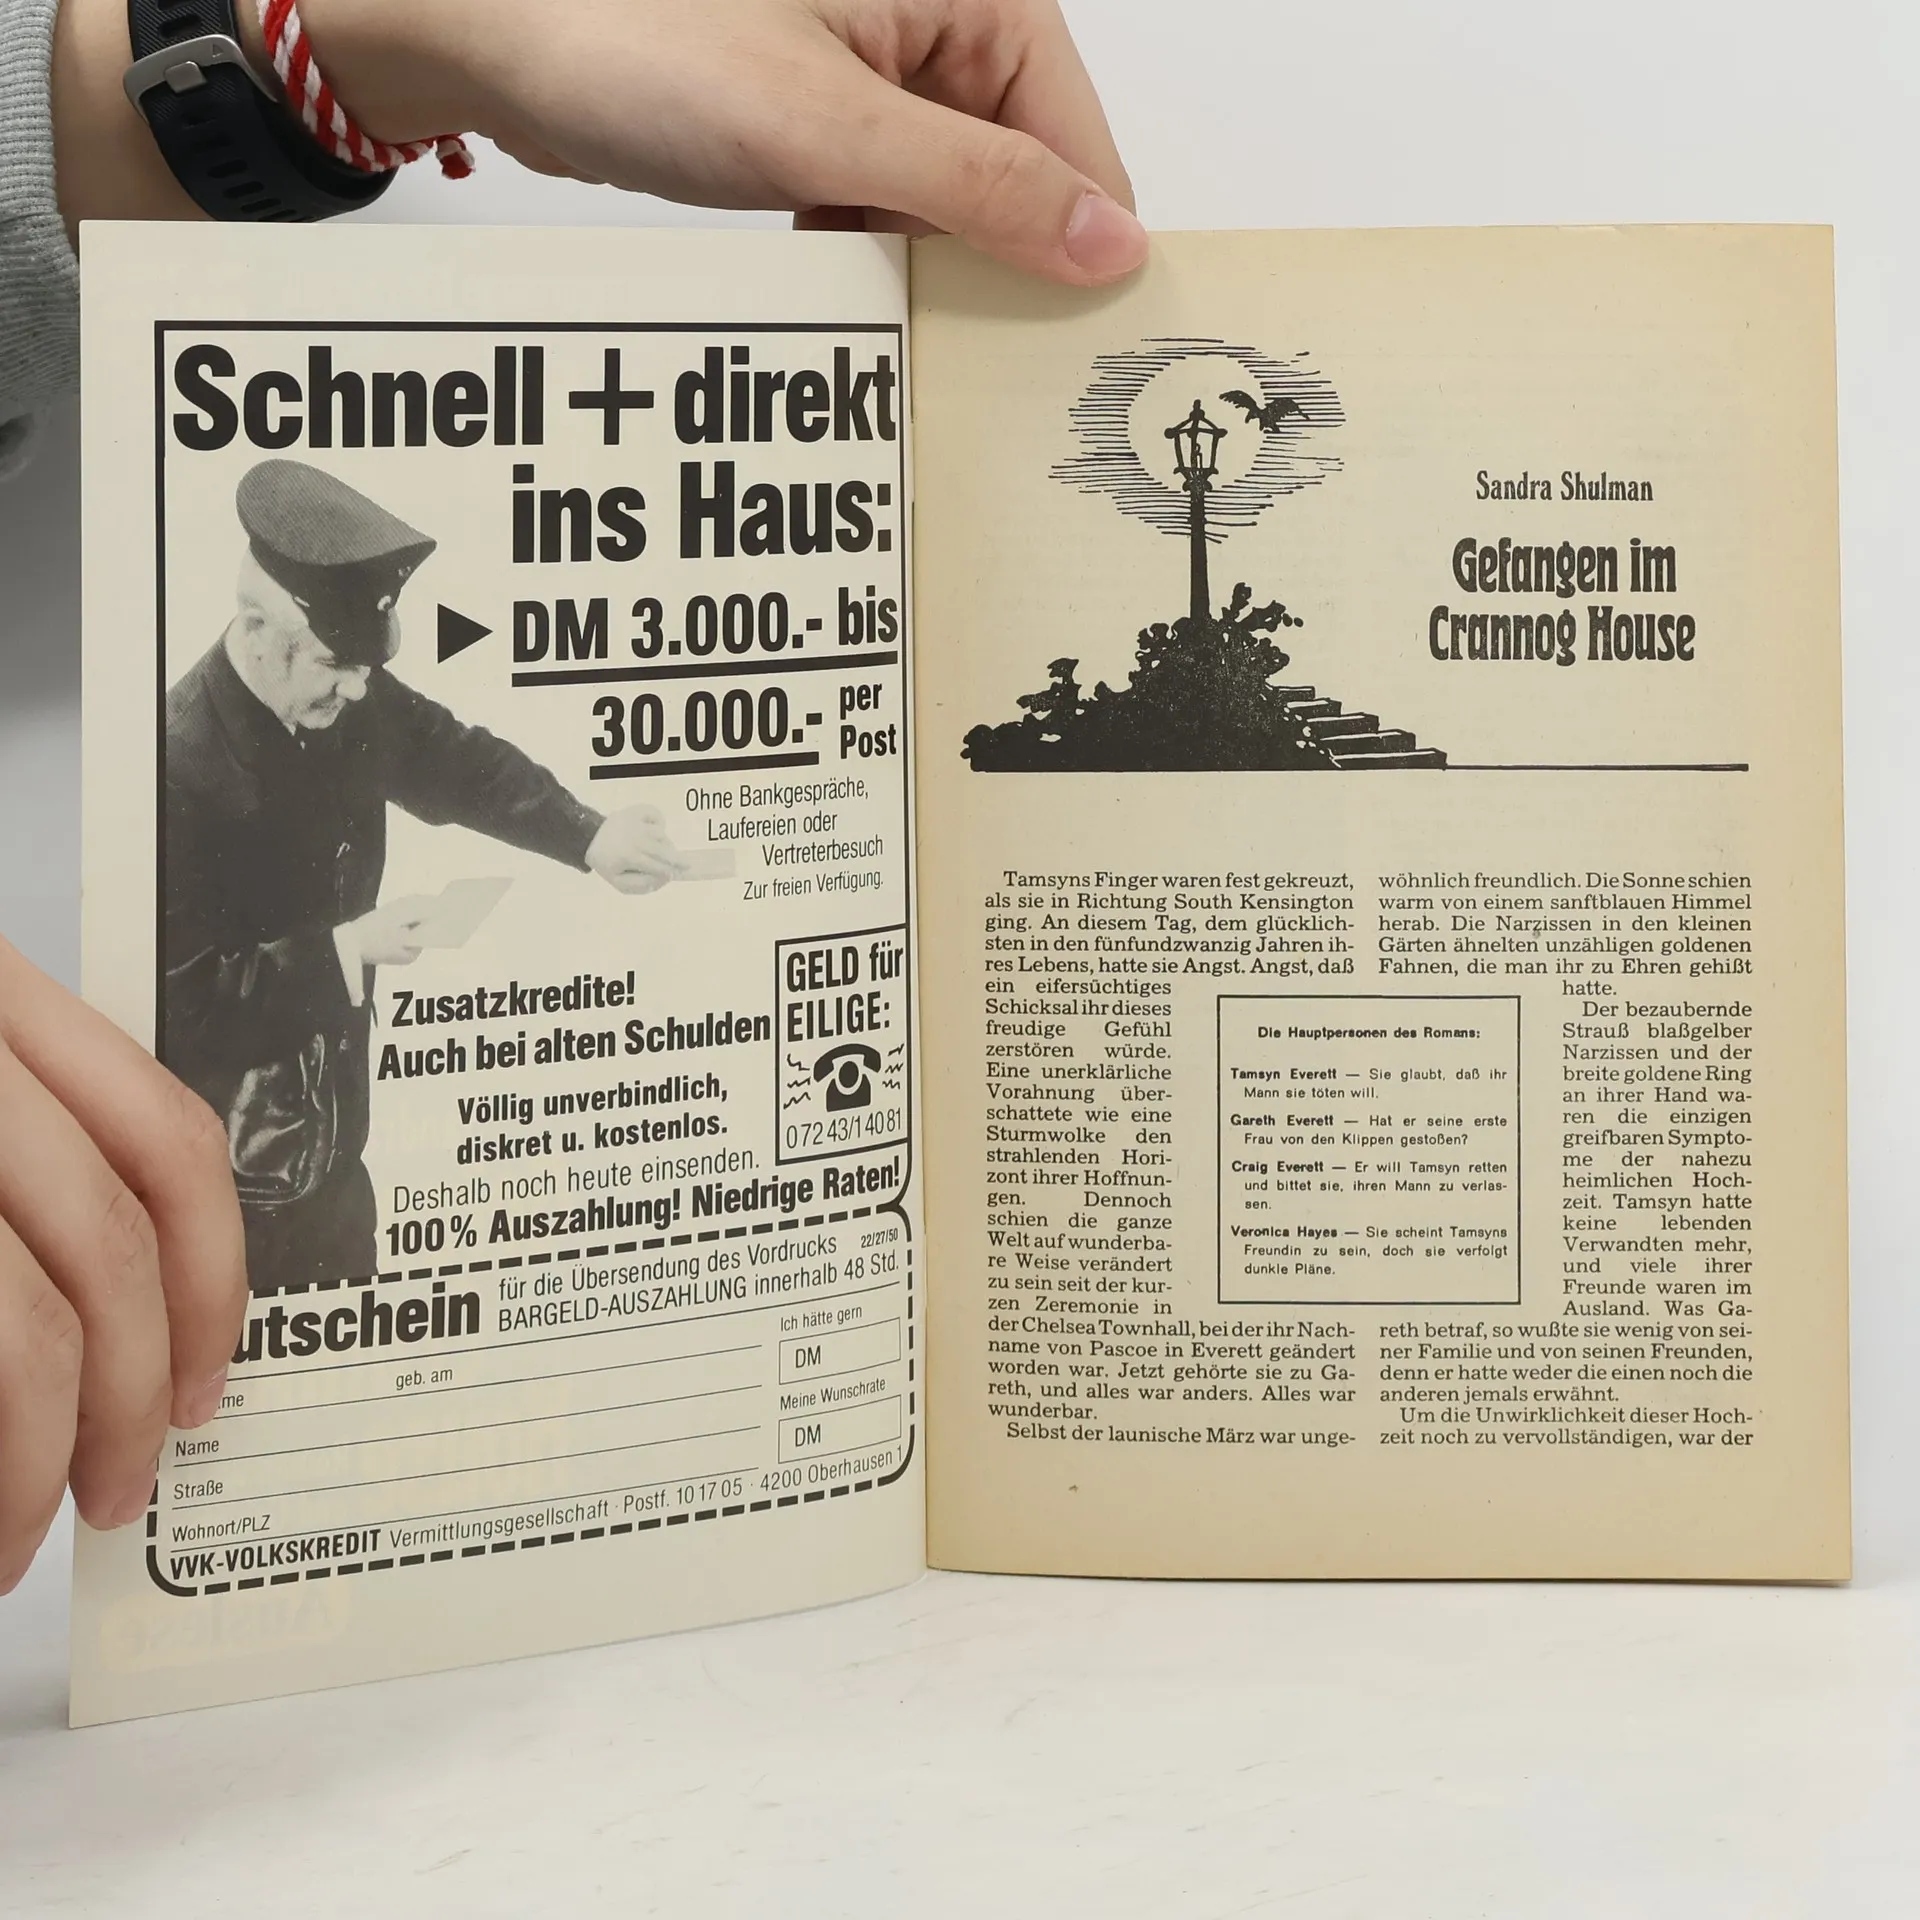 Schnell + direkt
ins Haus:
DM 3.000.- bis
30.000.- per
Post
Ohne Bankgespräche,
Laufereien oder
Vertreterbesuch
Zur freien Verfügung.
Zusatzkredite!
Auch bei alten Schulden
Völlig unverbindlich,
diskret u. kostenlos.
Deshalb noch heute einsenden.
100% Auszahlung! Niedrige Raten!
GELD für
EILIGE:
07243/14081
utschein
für die Übersendung des Vordrucks 22/27/50
BARGELD-AUSZAHLUNG innerhalb 48 Std.
Ich hätte gern
DM
Meine Wunschrate
DM
me geb. am
Name
Straße
Wohnort/PLZ
VVK-VOLKSKREDIT Vermittlungsgesellschaft · Postf. 10 17 05 · 4200 Oberhausen 1
Sandra Shulman
Gefangen im
Crannog House
Tamsyns Finger waren fest gekreuzt,
als sie in Richtung South Kensington
ging. An diesem Tag, dem glücklich-
sten in den fünfundzwanzig Jahren ih-
res Lebens, hatte sie Angst. Angst, daß
ein eifersüchtiges
Schicksal ihr dieses
freudige Gefühl
zerstören würde.
Eine unerklärliche
Vorahnung über-
schattete wie eine
Sturmwolke den
strahlenden Hori-
zont ihrer Hoffnun-
gen. Dennoch
schien die ganze
Welt auf wunderba-
re Weise verändert
zu sein seit der kur-
zen Zeremonie in
der Chelsea Townhall, bei der ihr Nach-
name von Pascoe in Everett geändert
worden war. Jetzt gehörte sie zu Ga-
reth, und alles war anders. Alles war
wunderbar.
Selbst der launische März war unge-
Die Hauptpersonen des Romans:
Tamsyn Everett — Sie glaubt, daß ihr
Mann sie töten will.
Gareth Everett — Hat er seine erste
Frau von den Klippen gestoßen?
Craig Everett — Er will Tamsyn retten
und bittet sie, ihren Mann zu verlas-
sen.
Veronica Hayes — Sie scheint Tamsyns
Freundin zu sein, doch sie verfolgt
dunkle Pläne.
wöhnlich freundlich. Die Sonne schien
warm von einem sanftblauen Himmel
herab. Die Narzissen in den kleinen
Gärten ähnelten unzähligen goldenen
Fahnen, die man ihr zu Ehren gehißt
hatte.
Der bezaubernde
Strauß blaßgelber
Narzissen und der
breite goldene Ring
an ihrer Hand wa-
ren die einzigen
greifbaren Sympto-
me der nahezu
heimlichen Hoch-
zeit. Tamsyn hatte
keine lebenden
Verwandten mehr,
und viele ihrer
Freunde waren im
Ausland. Was Ga-
reth betraf, so wußte sie wenig von sei-
ner Familie und von seinen Freunden,
denn er hatte weder die einen noch die
anderen jemals erwähnt.
Um die Unwirklichkeit dieser Hoch-
zeit noch zu vervollständigen, war der